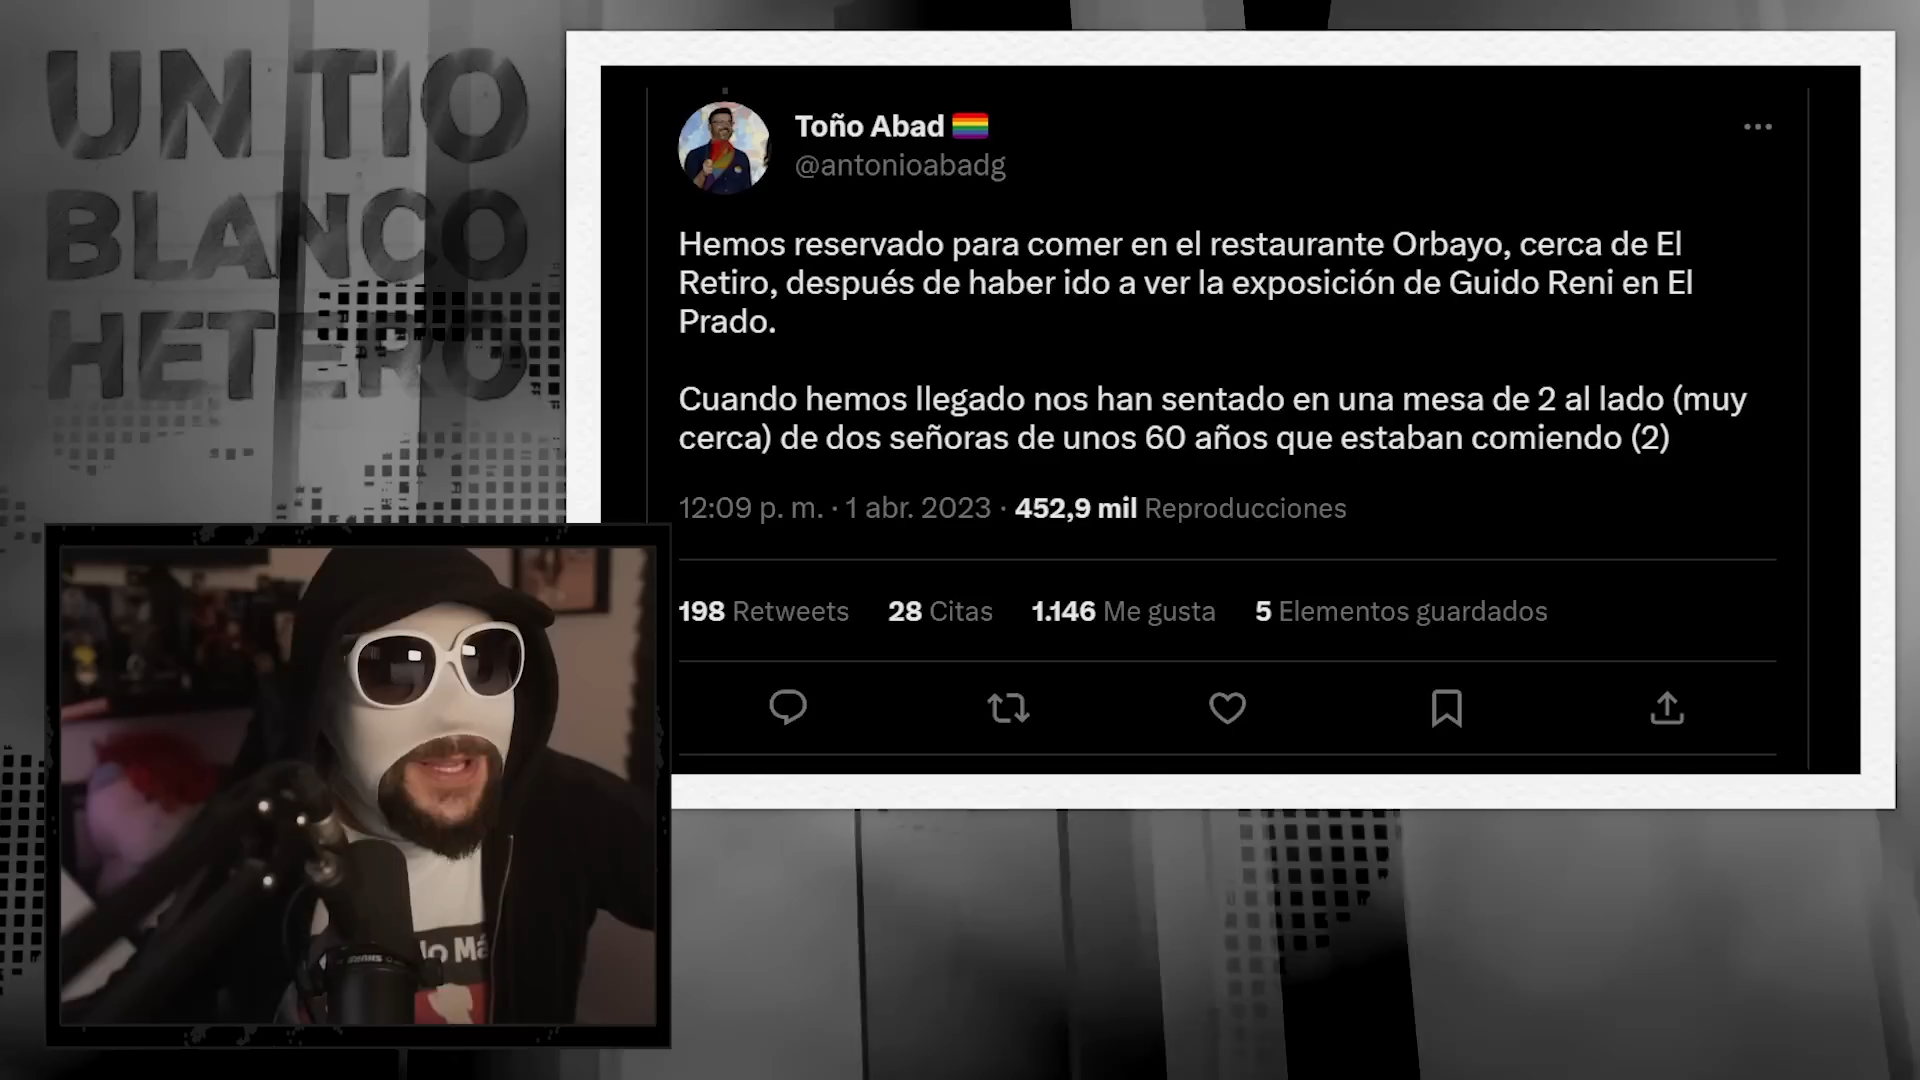 UN TIO
BLANCO
HETERO
Toño Abad
@antonioabadg
Hemos reservado para comer en el restaurante Orbayo, cerca de El
Retiro, después de haber ido a ver la exposición de Guido Reni en El
Prado.
Cuando hemos llegado nos han sentado en una mesa de 2 al lado (muy
cerca) de dos señoras de unos 60 años que estaban comiendo (2)
12:09 p. m. · 1 abr. 2023 · 452,9 mil Reproducciones
198 Retweets 28 Citas 1.146 Me gusta 5 Elementos guardados
lo Má